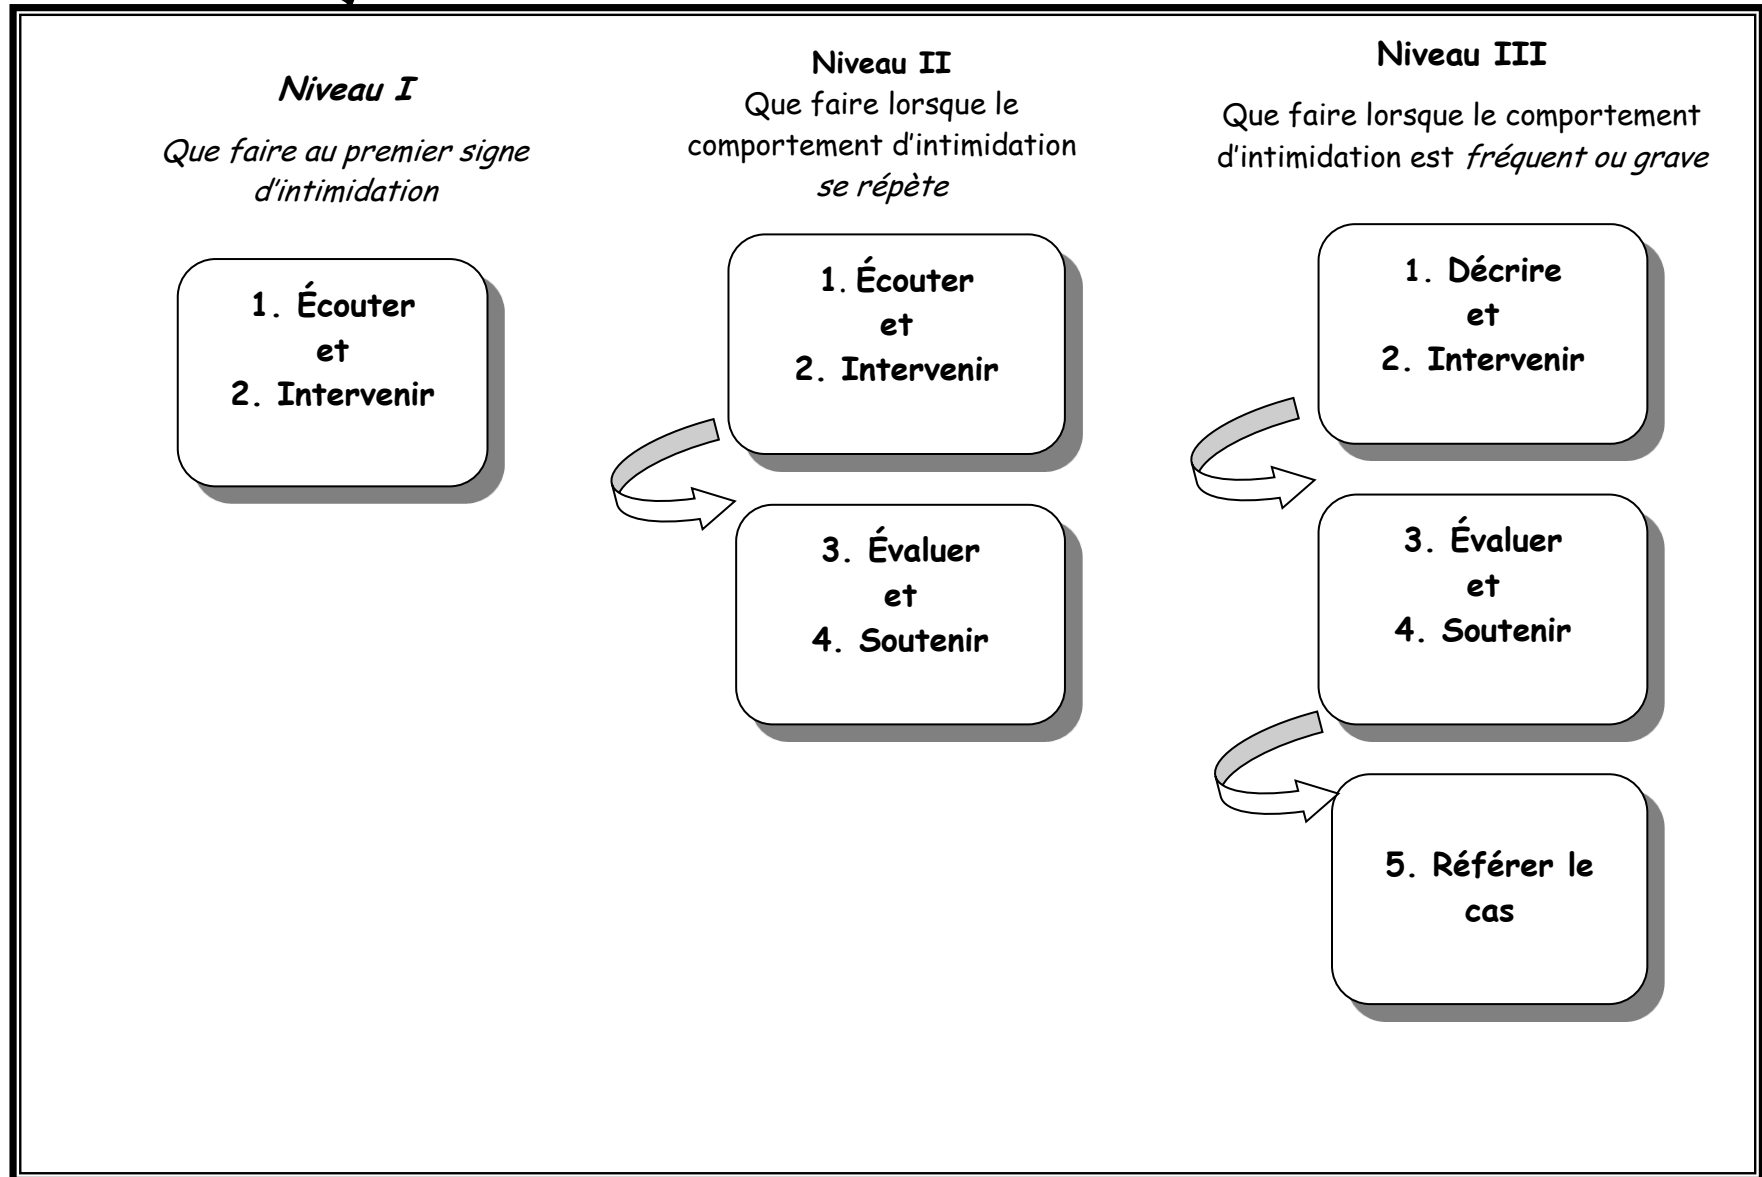 Niveau I
Que faire au premier signe
d'intimidation
1. Écouter
et
2. Intervenir
Niveau II
Que faire lorsque le
comportement d'intimidation
se répète
1. Écouter
et
2. Intervenir
3. Évaluer
et
4. Soutenir
Niveau III
Que faire lorsque le comportement
d'intimidation est fréquent ou grave
1. Décrire
et
2. Intervenir
3. Évaluer
et
4. Soutenir
5. Référer le
cas